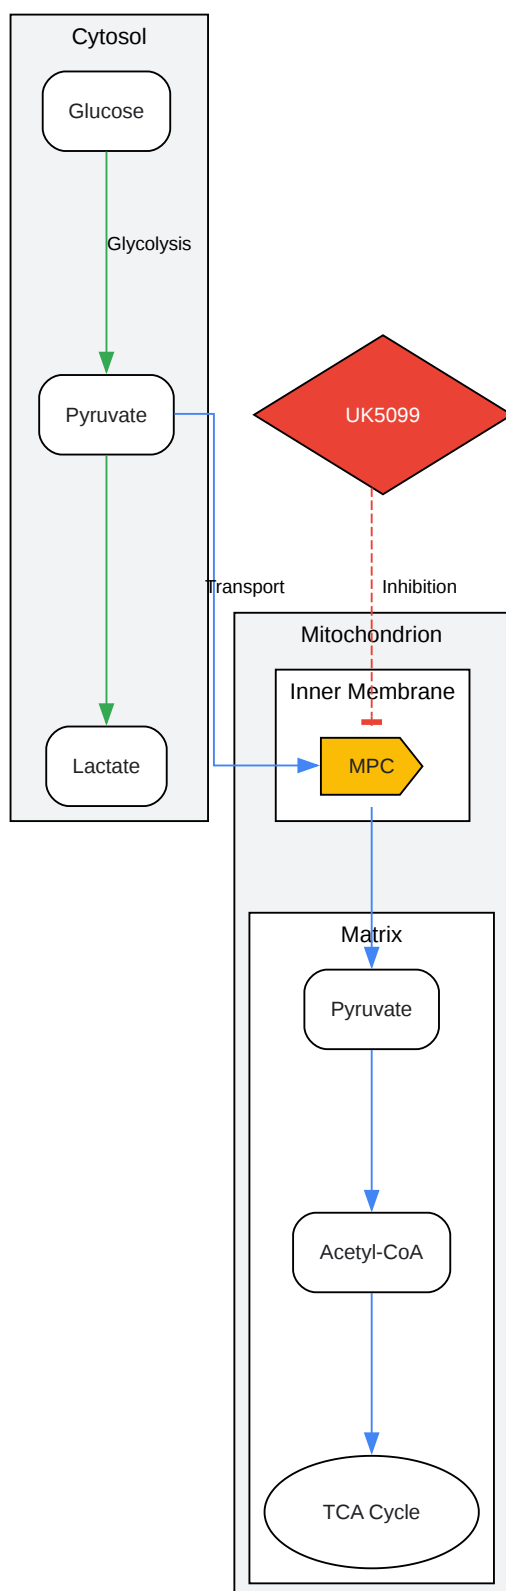 Cytosol
Glucose
Glycolysis
Pyruvate
UK5099
Transport
Inhibition
Mitochondrion
Inner Membrane
Lactate
MPC
Matrix
Pyruvate
Acetyl-CoA
TCA Cycle